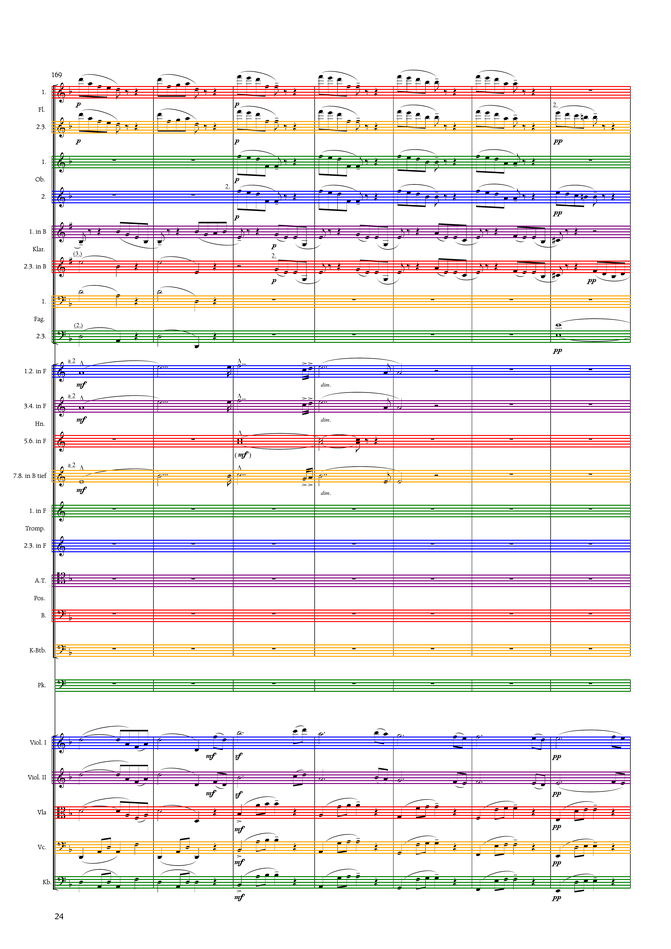 169
1.
p
p
Fl.
2.3.
2.
p
pp
1.
p
Ob.
2.
2.
p
pp
1. in B
p
Klar.
(3.)
2.
2.3. in B
p
pp
1.
Fag.
(2.)
2.3.
pp
a 2
1.2. in F
mf
dim.
a 2
3.4. in F
mf
dim.
Hn.
5.6. in F
(mf)
a 2
7.8. in B tief
mf
dim.
1. in F
Tromp.
2.3. in F
A.T.
Pos.
B.
K-Btb.
Pk.
Viol. I
mf
sf
pp
Viol. II
mf
sf
pp
Vla
mf
pp
Vc.
mf
pp
Kb.
mf
pp
24